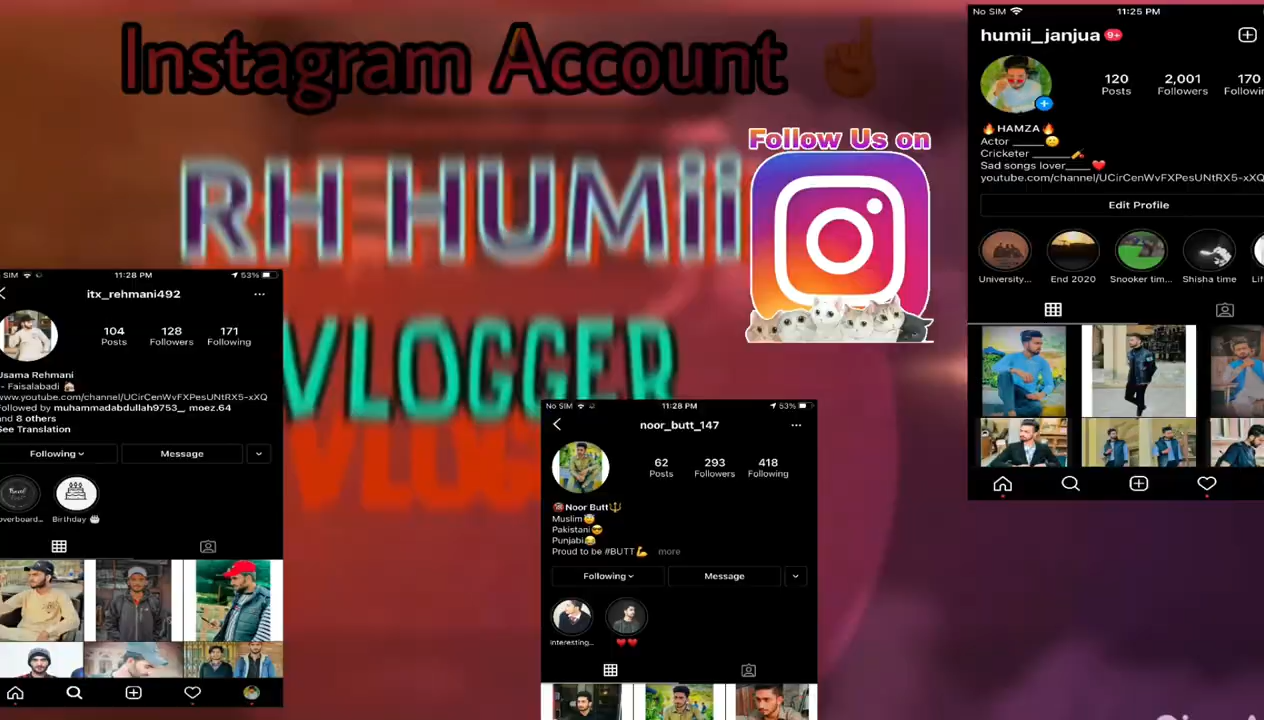 Instagram Account ☝
RH HUMii
VLOGGER
Follow Us on
No SIM 11:25 PM
humii_janjua 9+
120 2,001 170
Posts Followers
🔥HAMZA🔥
Actor _____🙂
Cricketer _______🏏
Sad songs lover____❤️
youtube.com/channel/UCirCenWvFXPesUNtRX5-xXQ
Edit Profile
University... End 2020 Snooker tim... Shisha time
SIM 11:28 PM 53%
itx_rehmani492
104 128 171
Posts Followers Following
Usama Rehmani
- Faisalabadi
www.youtube.com/channel/UCirCenWvFXPesUNtRX5-xXQ
Followed by muhammadabdullah9753_, moez.64
and 8 others
See Translation
Following Message
Birthday 🎂
No SIM 11:28 PM 53%
noor_butt_147
62 293 418
Posts Followers Following
Noor Butt🔱
Muslim😇
Pakistani😎
Punjabi😂
Proud to be #BUTT💪 more
Following Message
Interesting... ❤️❤️